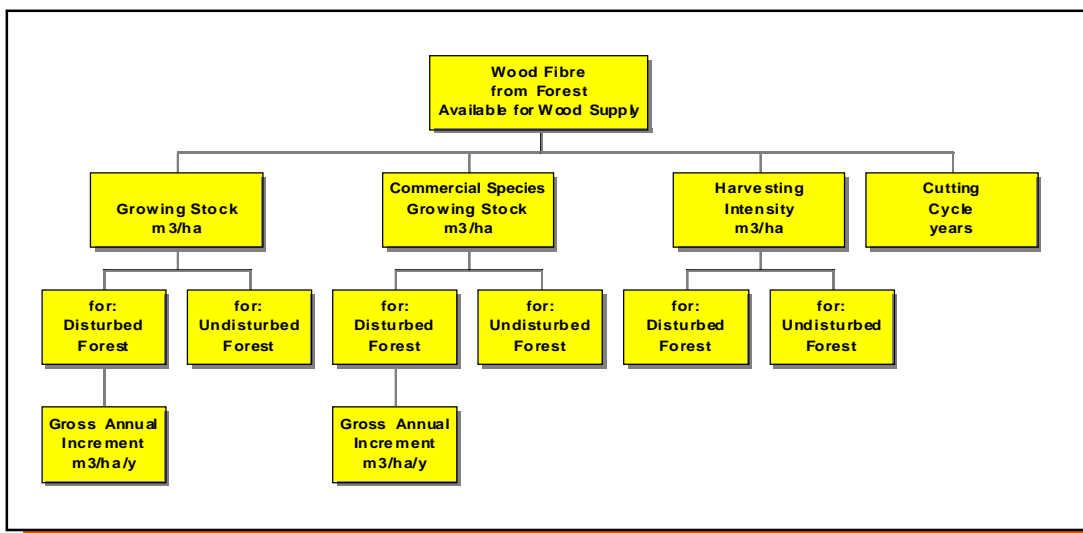 Wood Fibre
from Forest
Available for Wood Supply
Growing Stock
m3/ha
Commercial Species
Growing Stock
m3/ha
Harvesting
Intensity
m3/ha
Cutting
Cycle
years
for:
Disturbed
Forest
for:
Undisturbed
Forest
for:
Disturbed
Forest
for:
Undisturbed
Forest
for:
Disturbed
Forest
for:
Undisturbed
Forest
Gross Annual
Increment
m3/ha/y
Gross Annual
Increment
m3/ha/y